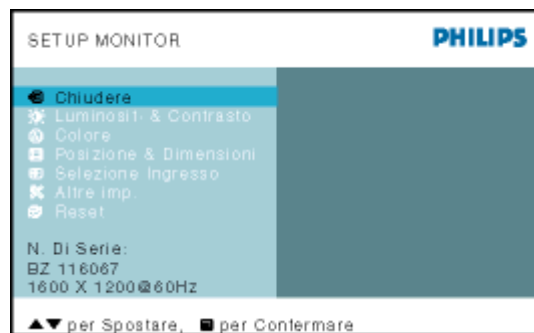 SETUP MONITOR
PHILIPS
Chiudere
Luminosit· & Contrasto
Colore
Posizione & Dimensioni
Selezione Ingresso
Altre imp.
Reset
N. Di Serie:
BZ 116067
1600 X 1200@60Hz
▲▼ per Spostare, per Confermare